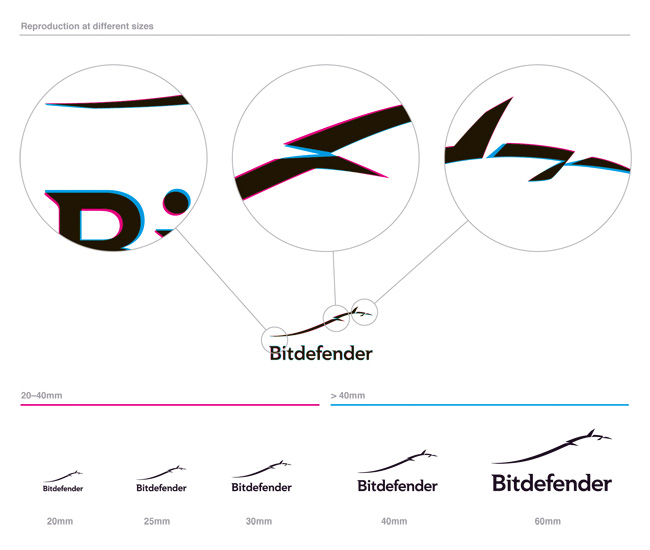 Reproduction at different sizes
B i
Bitdefender
20–40mm
> 40mm
Bitdefender
Bitdefender
Bitdefender
Bitdefender
Bitdefender
20mm
25mm
30mm
40mm
60mm